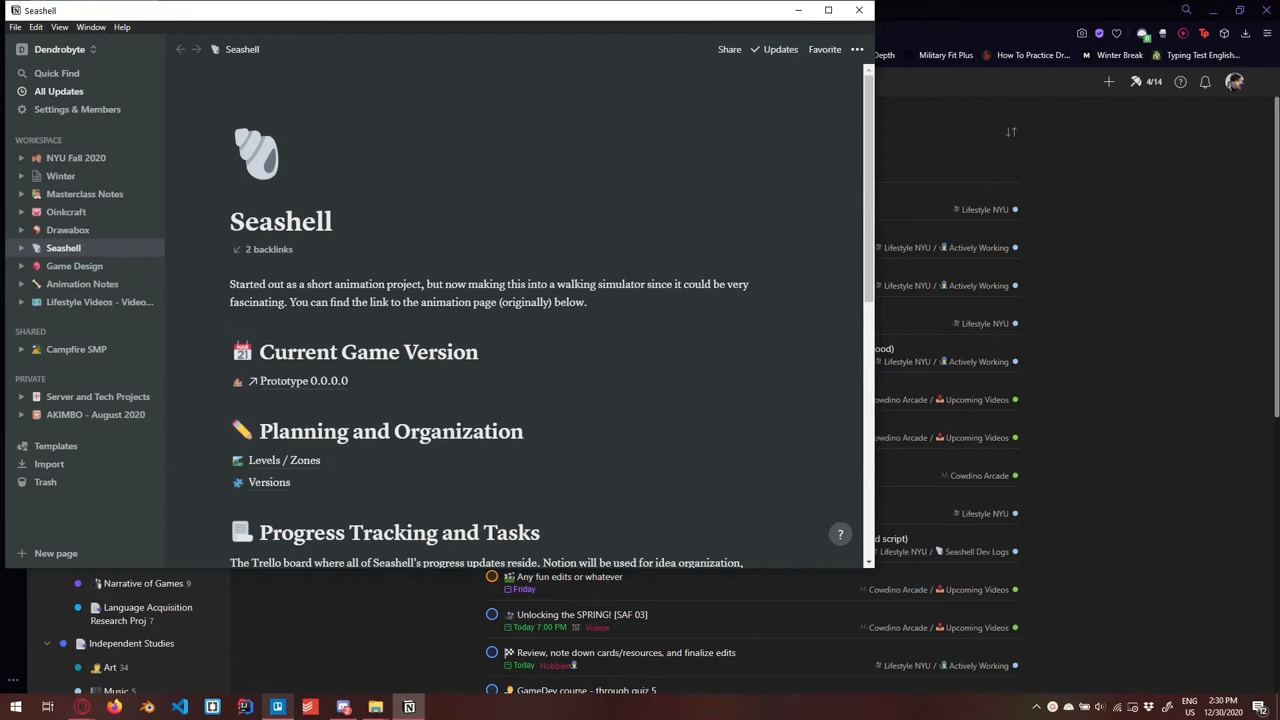 Seashell
File Edit View Window Help
Depth Military Fit Plus How To Practice Dr... Winter Break Typing Test English...
D Dendrobyte
Seashell
Share Updates Favorite
4/14
Quick Find
All Updates
Settings & Members
WORKSPACE
NYU Fall 2020
Winter
Masterclass Notes
Oinkcraft
Drawabox
Seashell
Game Design
Animation Notes
Lifestyle Videos - Video...
SHARED
Campfire SMP
PRIVATE
Server and Tech Projects
AKIMBO - August 2020
Templates
Import
Trash
New page
Seashell
2 backlinks
Started out as a short animation project, but now making this into a walking simulator since it could be very
fascinating. You can find the link to the animation page (originally) below.
Current Game Version
Prototype 0.0.0.0
Planning and Organization
Levels / Zones
Versions
Progress Tracking and Tasks
The Trello board where all of Seashell's progress updates reside. Notion will be used for idea organization,
?
Lifestyle NYU
Lifestyle NYU / Actively Working
Lifestyle NYU / Actively Working
Lifestyle NYU
ood)
Lifestyle NYU / Actively Working
owdino Arcade / Upcoming Videos
owdino Arcade / Upcoming Videos
Cowdino Arcade
Lifestyle NYU
d script)
Lifestyle NYU / Seashell Dev Logs
Narrative of Games 9
Language Acquisition
Research Proj 7
Independent Studies
Art 34
Music 5
Any fun edits or whatever
Friday
Cowdino Arcade / Upcoming Videos
Unlocking the SPRING! [SAF 03]
Today 7:00 PM Videos
Cowdino Arcade / Upcoming Videos
Review, note down cards/resources, and finalize edits
Today Hobbies
Lifestyle NYU / Actively Working
GameDev course - through quiz 5
ENG
US
2:30 PM
12/30/2020